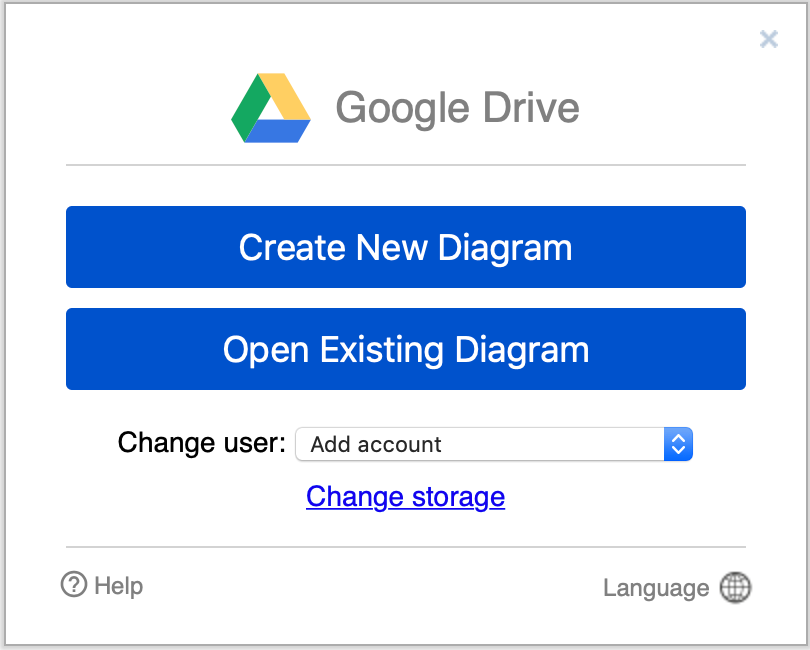 Google Drive
Create New Diagram
Open Existing Diagram
Change user: Add account
Change storage
Help
Language